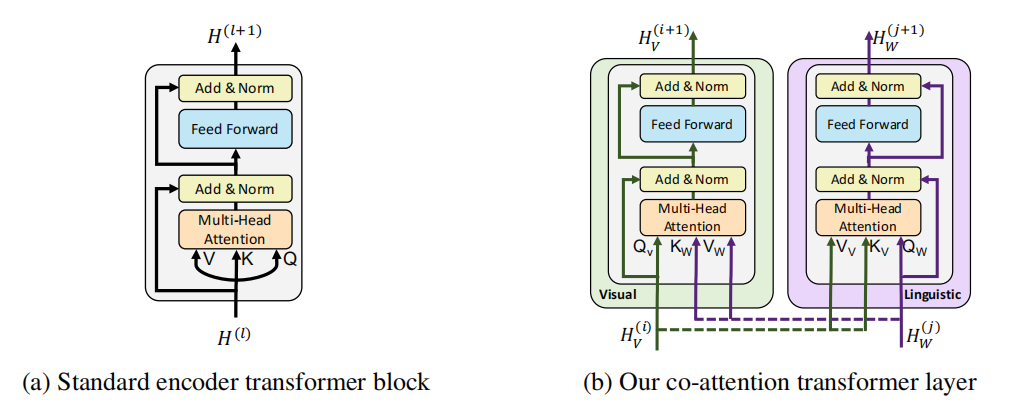 H^(l+1)
Add & Norm
Feed Forward
Add & Norm
Multi-Head
Attention
V K Q
H^(l)
(a) Standard encoder transformer block
H_V^(i+1)
Add & Norm
Feed Forward
Add & Norm
Multi-Head
Attention
Q_v K_W V_W
Visual
H_V^(i)
H_W^(j+1)
Add & Norm
Feed Forward
Add & Norm
Multi-Head
Attention
V_V K_V Q_W
Linguistic
H_W^(j)
(b) Our co-attention transformer layer